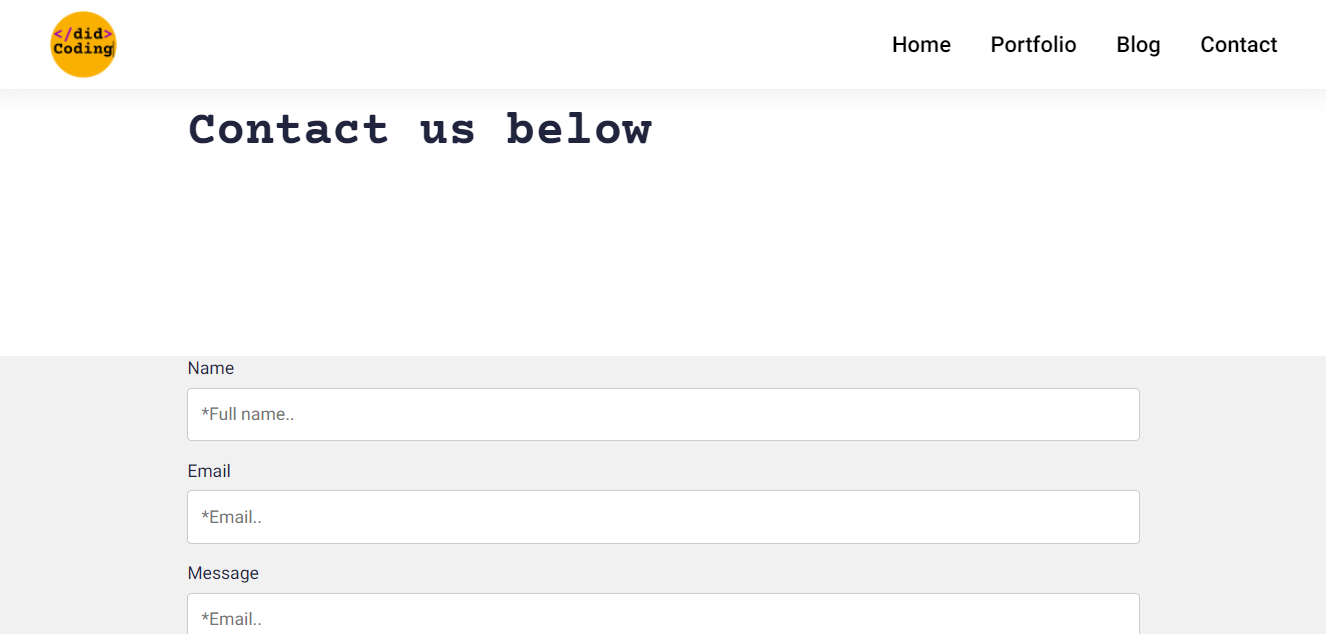 </did>
Coding
Home Portfolio Blog Contact
Contact us below
Name
*Full name..
Email
*Email..
Message
*Email..